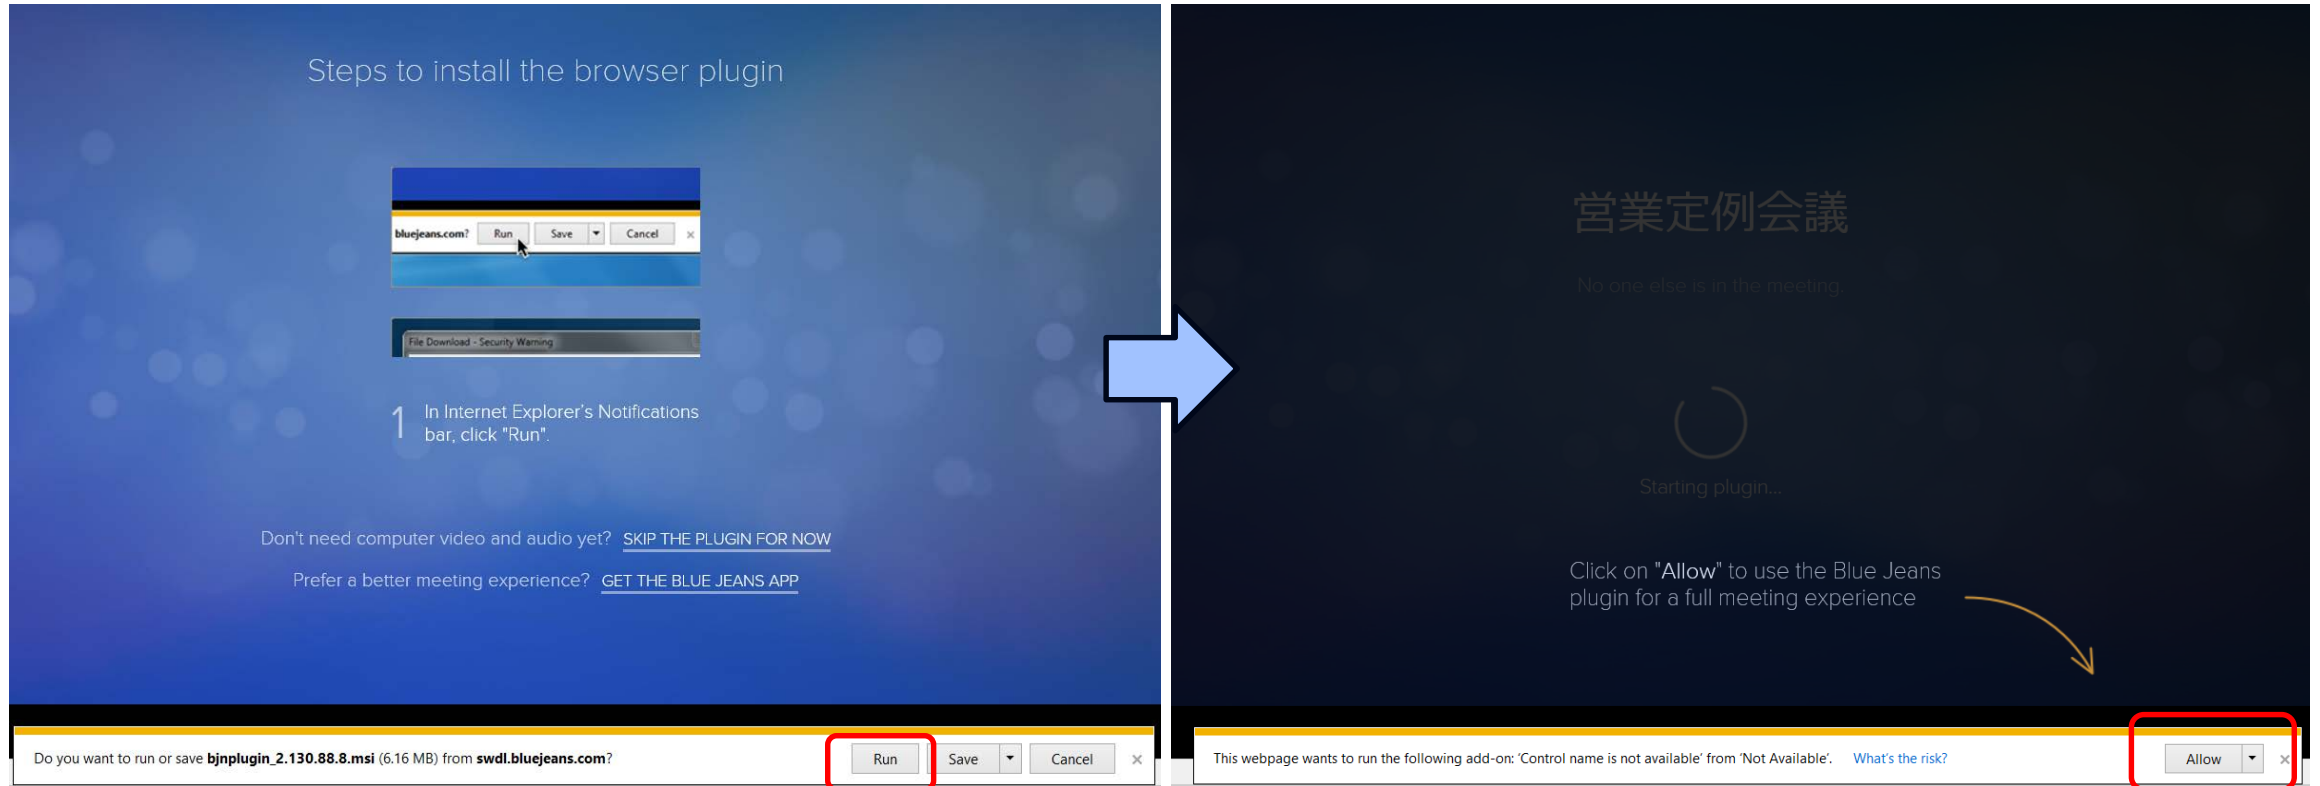 Steps to install the browser plugin
bluejeans.com? Run Save Cancel ×
File Download - Security Warning
1 In Internet Explorer's Notifications
bar, click "Run".
Don't need computer video and audio yet? SKIP THE PLUGIN FOR NOW
Prefer a better meeting experience? GET THE BLUE JEANS APP
Do you want to run or save bjnplugin_2.130.88.8.msi (6.16 MB) from swdl.bluejeans.com? Run Save Cancel ×
営業定例会議
No one else is in the meeting.
Starting plugin...
Click on "Allow" to use the Blue Jeans
plugin for a full meeting experience
This webpage wants to run the following add-on: 'Control name is not available' from 'Not Available'. What's the risk? Allow ×